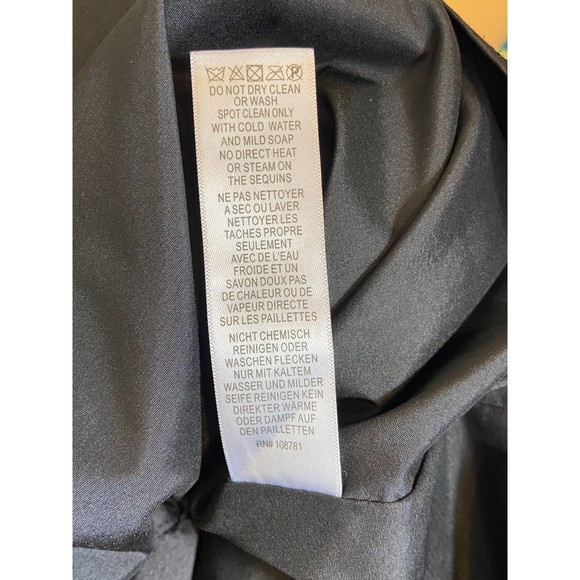 DO NOT DRY CLEAN
OR WASH
SPOT CLEAN ONLY
WITH COLD WATER
AND MILD SOAP
NO DIRECT HEAT
OR STEAM ON
THE SEQUINS
NE PAS NETTOYER
A SEC OU LAVER
NETTOYER LES
TACHES PROPRE
SEULEMENT
AVEC DE L'EAU
FROIDE ET UN
SAVON DOUX PAS
DE CHALEUR OU DE
VAPEUR DIRECTE
SUR LES PAILLETTES
NICHT CHEMISCH
REINIGEN ODER
WASCHEN FLECKEN
NUR MIT KALTEM
WASSER UND MILDER
SEIFE REINIGEN KEIN
DIREKTER WÄRME
ODER DAMPF AUF
DEN PAILLETTEN
RN# 108781